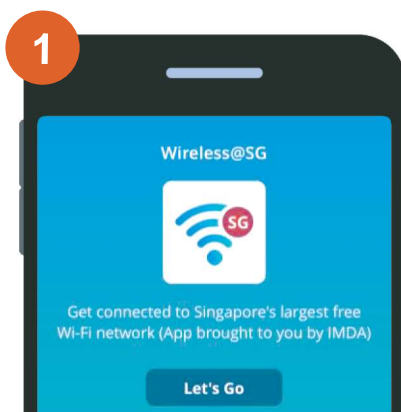 1
Wireless@SG
SG
Get connected to Singapore's largest free
Wi-Fi network (App brought to you by IMDA)
Let's Go